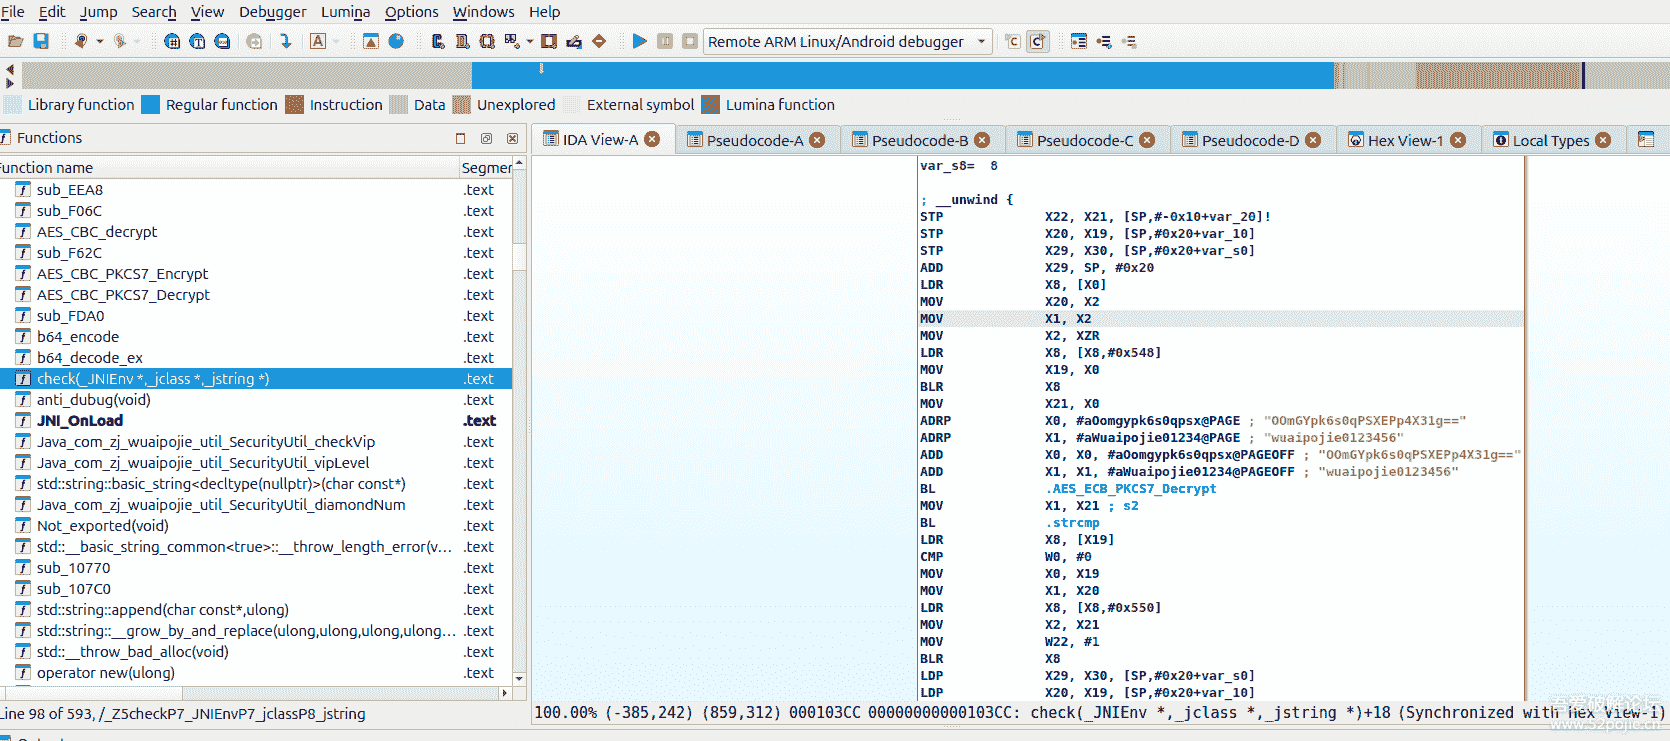 File Edit Jump Search View Debugger Lumina Options Windows Help
Remote ARM Linux/Android debugger
Library function Regular function Instruction Data Unexplored External symbol Lumina function
Functions
IDA View-A Pseudocode-A Pseudocode-B Pseudocode-C Pseudocode-D Hex View-1 Local Types
Function name Segmen
sub_EEA8 .text
sub_F06C .text
AES_CBC_decrypt .text
sub_F62C .text
AES_CBC_PKCS7_Encrypt .text
AES_CBC_PKCS7_Decrypt .text
sub_FDA0 .text
b64_encode .text
b64_decode_ex .text
check(_JNIEnv *,_jclass *,_jstring *) .text
anti_dubug(void) .text
JNI_OnLoad .text
Java_com_zj_wuaipojie_util_SecurityUtil_checkVip .text
Java_com_zj_wuaipojie_util_SecurityUtil_vipLevel .text
std::string::basic_string<decltype(nullptr)>(char const*) .text
Java_com_zj_wuaipojie_util_SecurityUtil_diamondNum .text
Not_exported(void) .text
std::__basic_string_common<true>::__throw_length_error(v... .text
sub_10770 .text
sub_107C0 .text
std::string::append(char const*,ulong) .text
std::string::__grow_by_and_replace(ulong,ulong,ulong,ulong... .text
std::__throw_bad_alloc(void) .text
operator new(ulong) .text
Line 98 of 593, /_Z5checkP7_JNIEnvP7_jclassP8_jstring
var_s8= 8
; __unwind {
STP X22, X21, [SP,#-0x10+var_20]!
STP X20, X19, [SP,#0x20+var_10]
STP X29, X30, [SP,#0x20+var_s0]
ADD X29, SP, #0x20
LDR X8, [X0]
MOV X20, X2
MOV X1, X2
MOV X2, XZR
LDR X8, [X8,#0x548]
MOV X19, X0
BLR X8
MOV X21, X0
ADRP X0, #aOomgypk6s0qpsx@PAGE ; "OOmGYpk6s0qPSXEPp4X31g=="
ADRP X1, #aWuaipojie01234@PAGE ; "wuaipojie0123456"
ADD X0, X0, #aOomgypk6s0qpsx@PAGEOFF ; "OOmGYpk6s0qPSXEPp4X31g=="
ADD X1, X1, #aWuaipojie01234@PAGEOFF ; "wuaipojie0123456"
BL .AES_ECB_PKCS7_Decrypt
MOV X1, X21 ; s2
BL .strcmp
LDR X8, [X19]
CMP W0, #0
MOV X0, X19
MOV X1, X20
LDR X8, [X8,#0x550]
MOV X2, X21
MOV W22, #1
BLR X8
LDP X29, X30, [SP,#0x20+var_s0]
LDP X20, X19, [SP,#0x20+var_10]
100.00% (-385,242) (859,312) 000103CC 00000000000103CC: check(_JNIEnv *,_jclass *,_jstring *)+18 (Synchronized with Hex View-1)
吾爱破解论坛
www.52pojie.cn